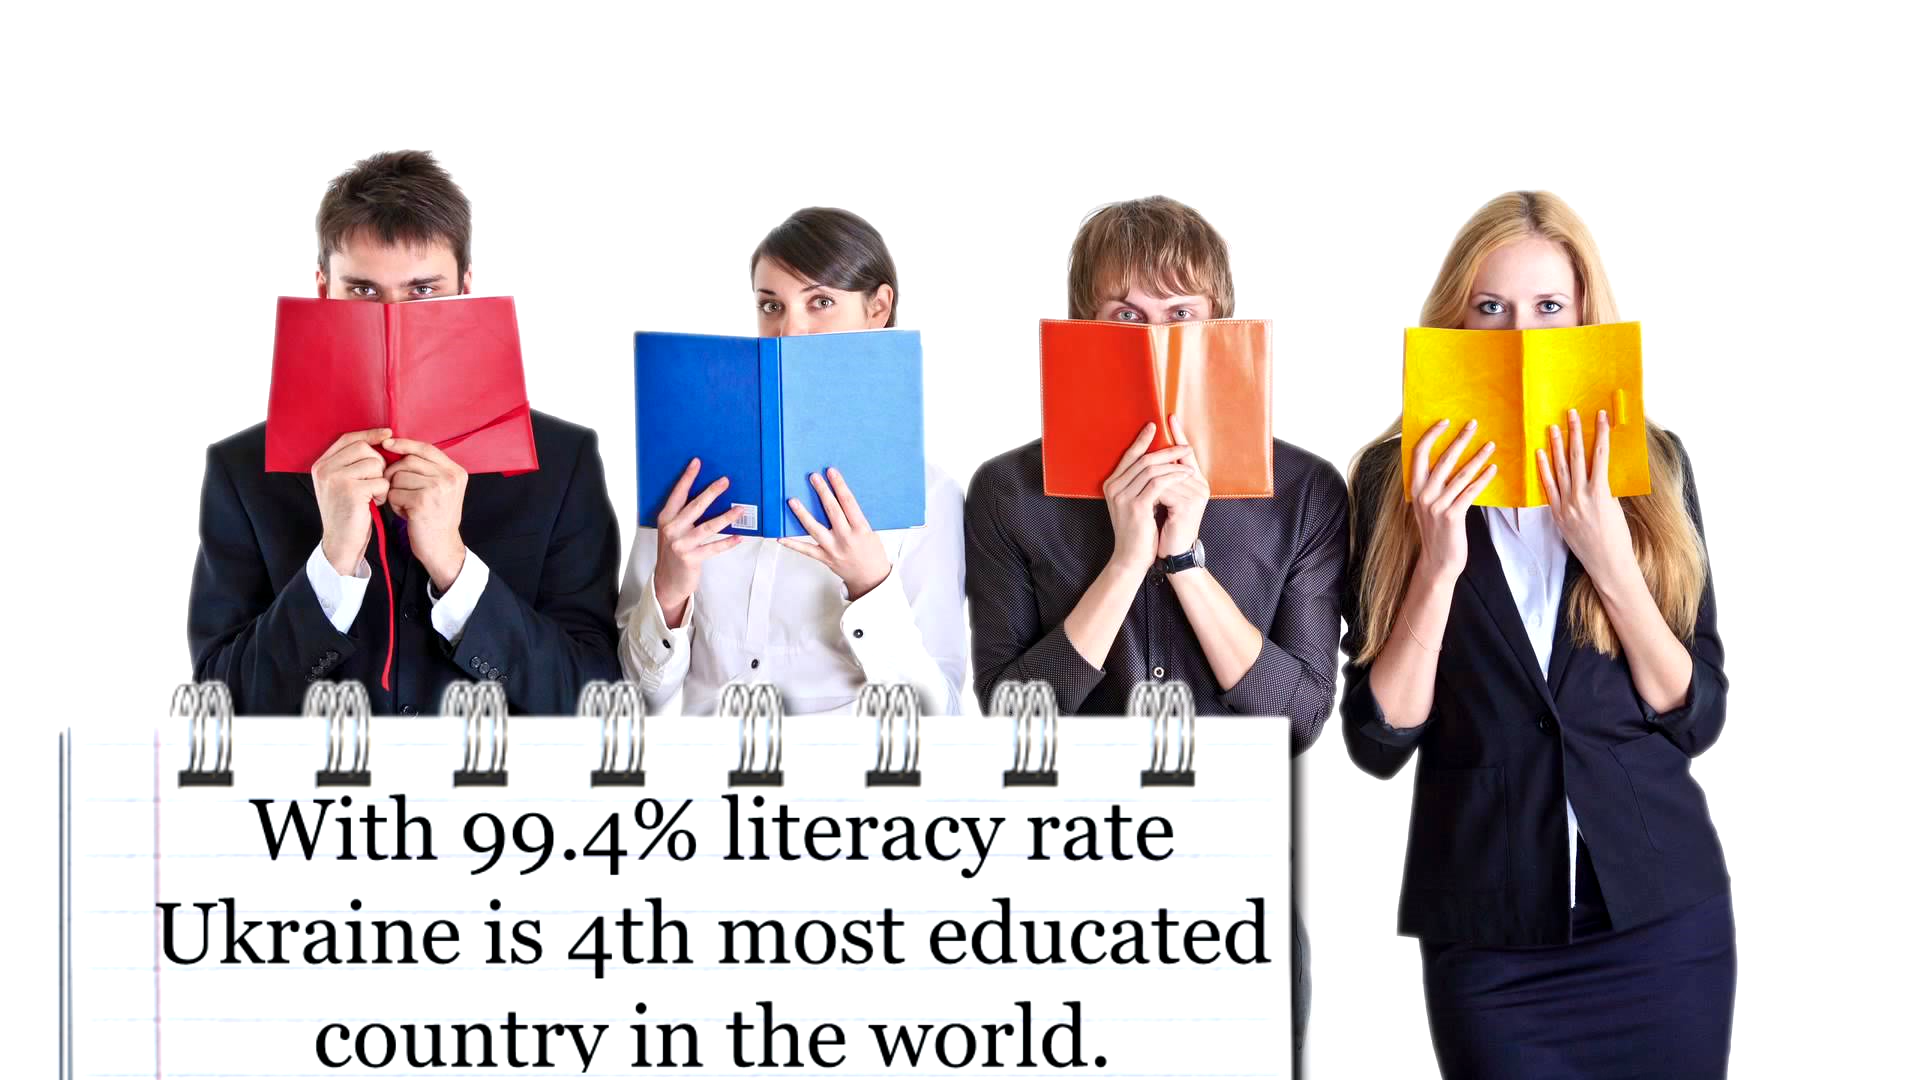 With 99.4% literacy rate
Ukraine is 4th most educated
country in the world.